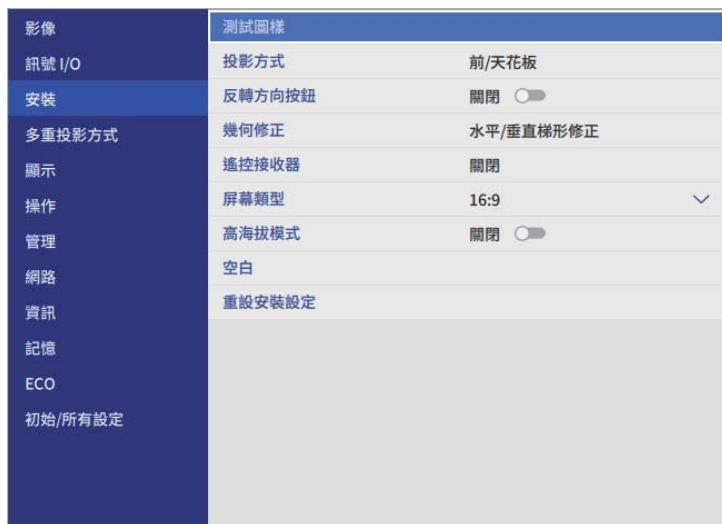 影像
訊號 I/O
安裝
多重投影方式
顯示
操作
管理
網路
資訊
記憶
ECO
初始/所有設定
測試圖樣
投影方式 前/天花板
反轉方向按鈕 關閉
幾何修正 水平/垂直梯形修正
遙控接收器 關閉
屏幕類型 16:9
高海拔模式 關閉
空白
重設安裝設定